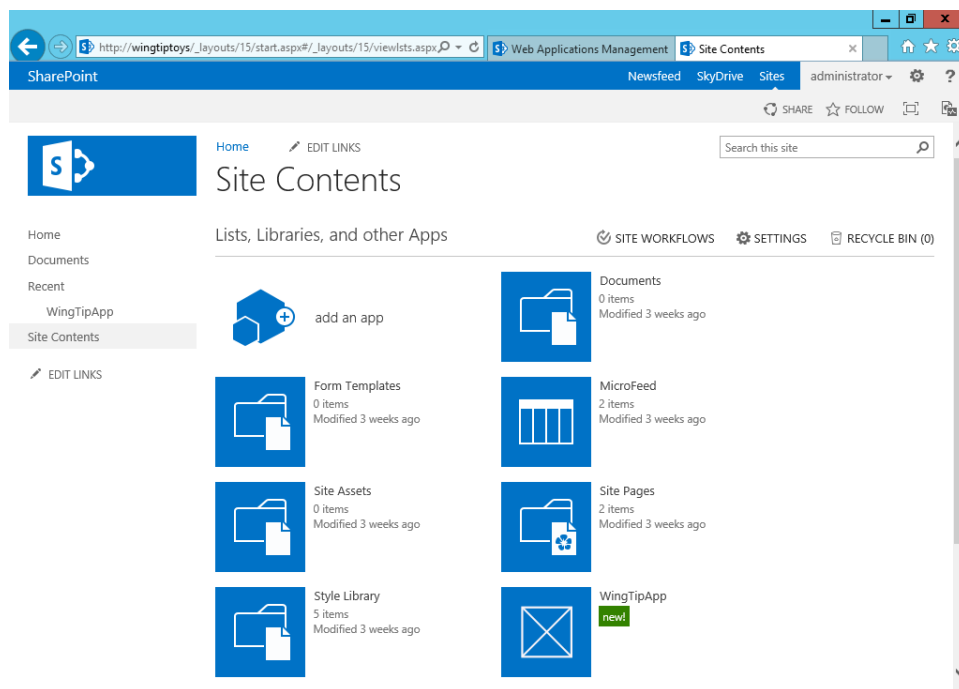 http://wingtiptoys/_layouts/15/start.aspx#/_layouts/15/viewlsts.aspx,
Web Applications Management
Site Contents
SharePoint
Newsfeed SkyDrive Sites administrator ?
SHARE FOLLOW
S
Home EDIT LINKS
Search this site
Site Contents
Home
Documents
Recent
WingTipApp
Site Contents
EDIT LINKS
Lists, Libraries, and other Apps
SITE WORKFLOWS SETTINGS RECYCLE BIN (0)
add an app
Documents
0 items
Modified 3 weeks ago
Form Templates
0 items
Modified 3 weeks ago
MicroFeed
2 items
Modified 3 weeks ago
Site Assets
0 items
Modified 3 weeks ago
Site Pages
2 items
Modified 3 weeks ago
Style Library
5 items
Modified 3 weeks ago
WingTipApp
new!